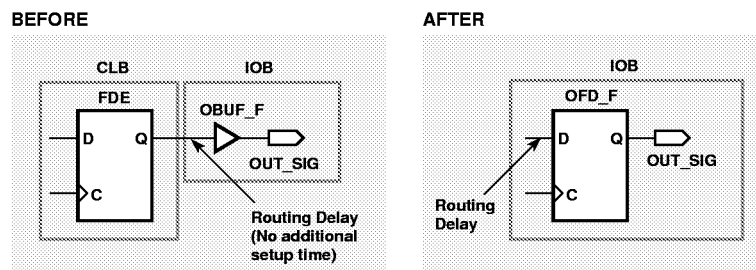 BEFORE
CLB
IOB
FDE
OBUF_F
D
Q
C
OUT_SIG
Routing Delay
(No additional
setup time)
AFTER
IOB
OFD_F
D
Q
C
OUT_SIG
Routing
Delay